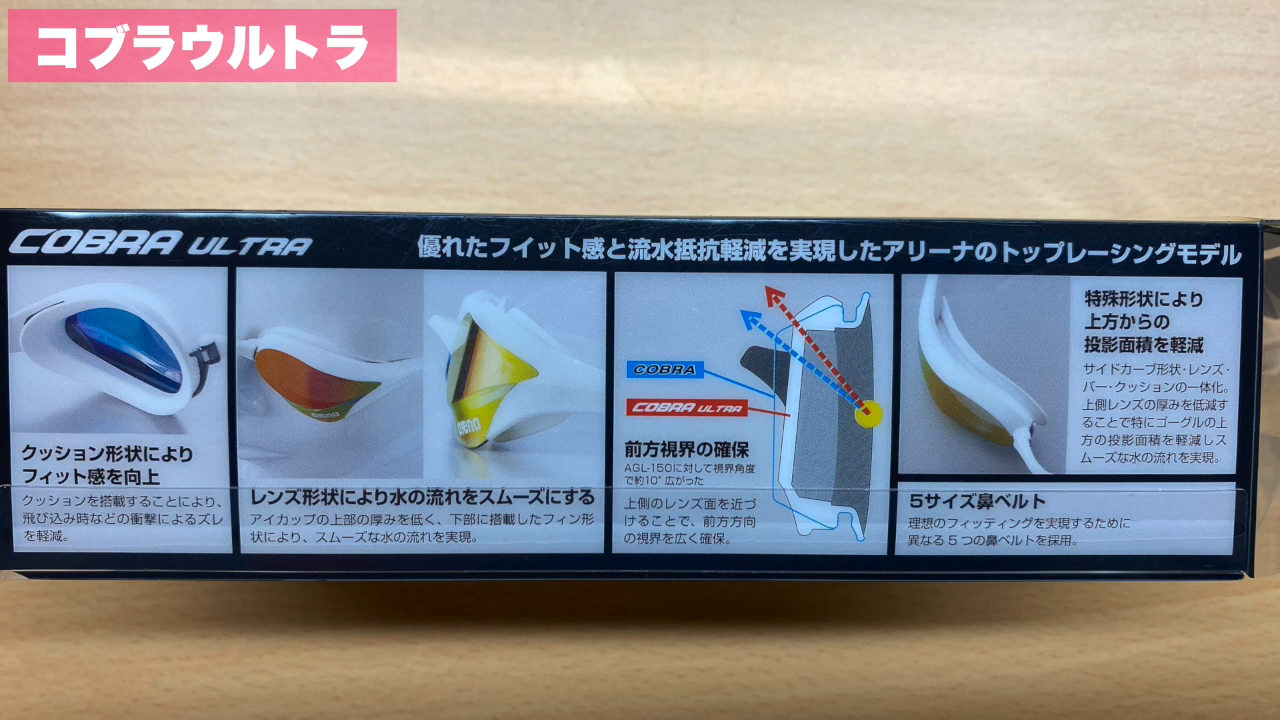 コブラウルトラ
COBRA ULTRA
優れたフィット感と流水抵抗軽減を実現したアリーナのトップレーシングモデル
クッション形状により
フィット感を向上
クッションを搭載することにより、
飛び込み時などの衝撃によるズレ
を軽減。
arena
arena
レンズ形状により水の流れをスムーズにする
アイカップの上部の厚みを低く、下部に搭載したフィン形
状により、スムーズな水の流れを実現。
COBRA
COBRA ULTRA
前方視界の確保
AGL-150に対して視界角度
で約10°広がった
上側のレンズ面を近づ
けることで、前方方向
の視界を広く確保。
特殊形状により
上方からの
投影面積を軽減
サイドカーブ形状・レンズ・
バー・クッションの一体化。
上側レンズの厚みを低減す
ることで特にゴーグルの上
方の投影面積を軽減しス
ムーズな水の流れを実現。
5サイズ鼻ベルト
理想のフィッティングを実現するために
異なる5つの鼻ベルトを採用。